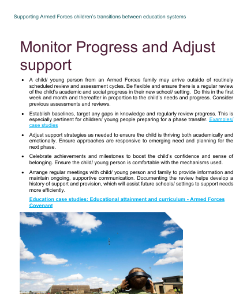 Supporting Armed Forces children's transitions between education systems
Monitor Progress and Adjust
support
• A child/ young person from an Armed Forces family may arrive outside of routinely
scheduled review and assessment cycles. Be flexible and ensure there is a regular review
of the child's academic and social progress in their new school/ setting. Do this in the first
week and month and thereafter in proportion to the child's needs and progress. Consider
previous assessments and reviews.
• Establish baselines, target any gaps in knowledge and regularly review progress. This is
especially pertinent for children/ young people preparing for a phase transfer. Examples/
case studies
• Adjust support strategies as needed to ensure the child is thriving both academically and
emotionally. Ensure approaches are responsive to emerging need and planning for the
next phase.
• Celebrate achievements and milestones to boost the child's confidence and sense of
belonging. Ensure the child/ young person is comfortable with the mechanisms used.
• Arrange regular meetings with child/ young person and family to provide information and
maintain ongoing, supportive communication. Documenting the review helps develop a
history of support and provision, which will assist future schools/ settings to support needs
more efficiently.
Education case studies: Educational attainment and curriculum - Armed Forces
Covenant